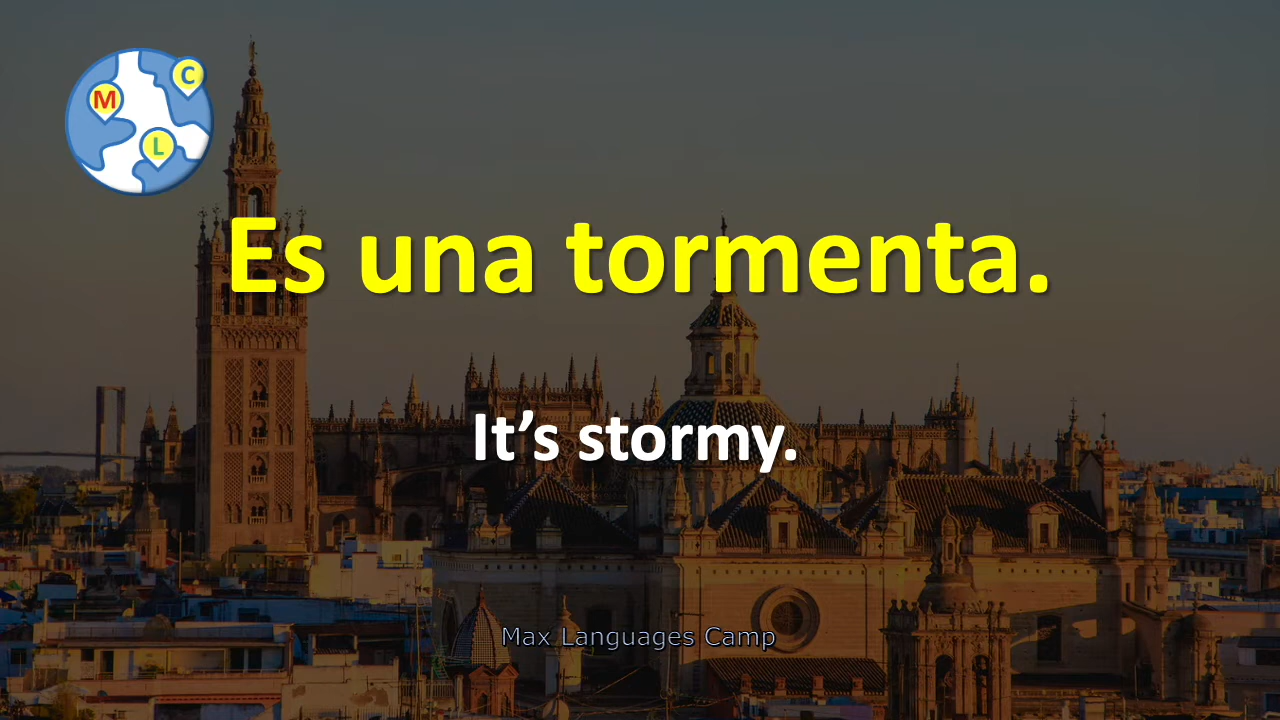 M
C
L
Es una tormenta.
It’s stormy.
Max Languages Camp